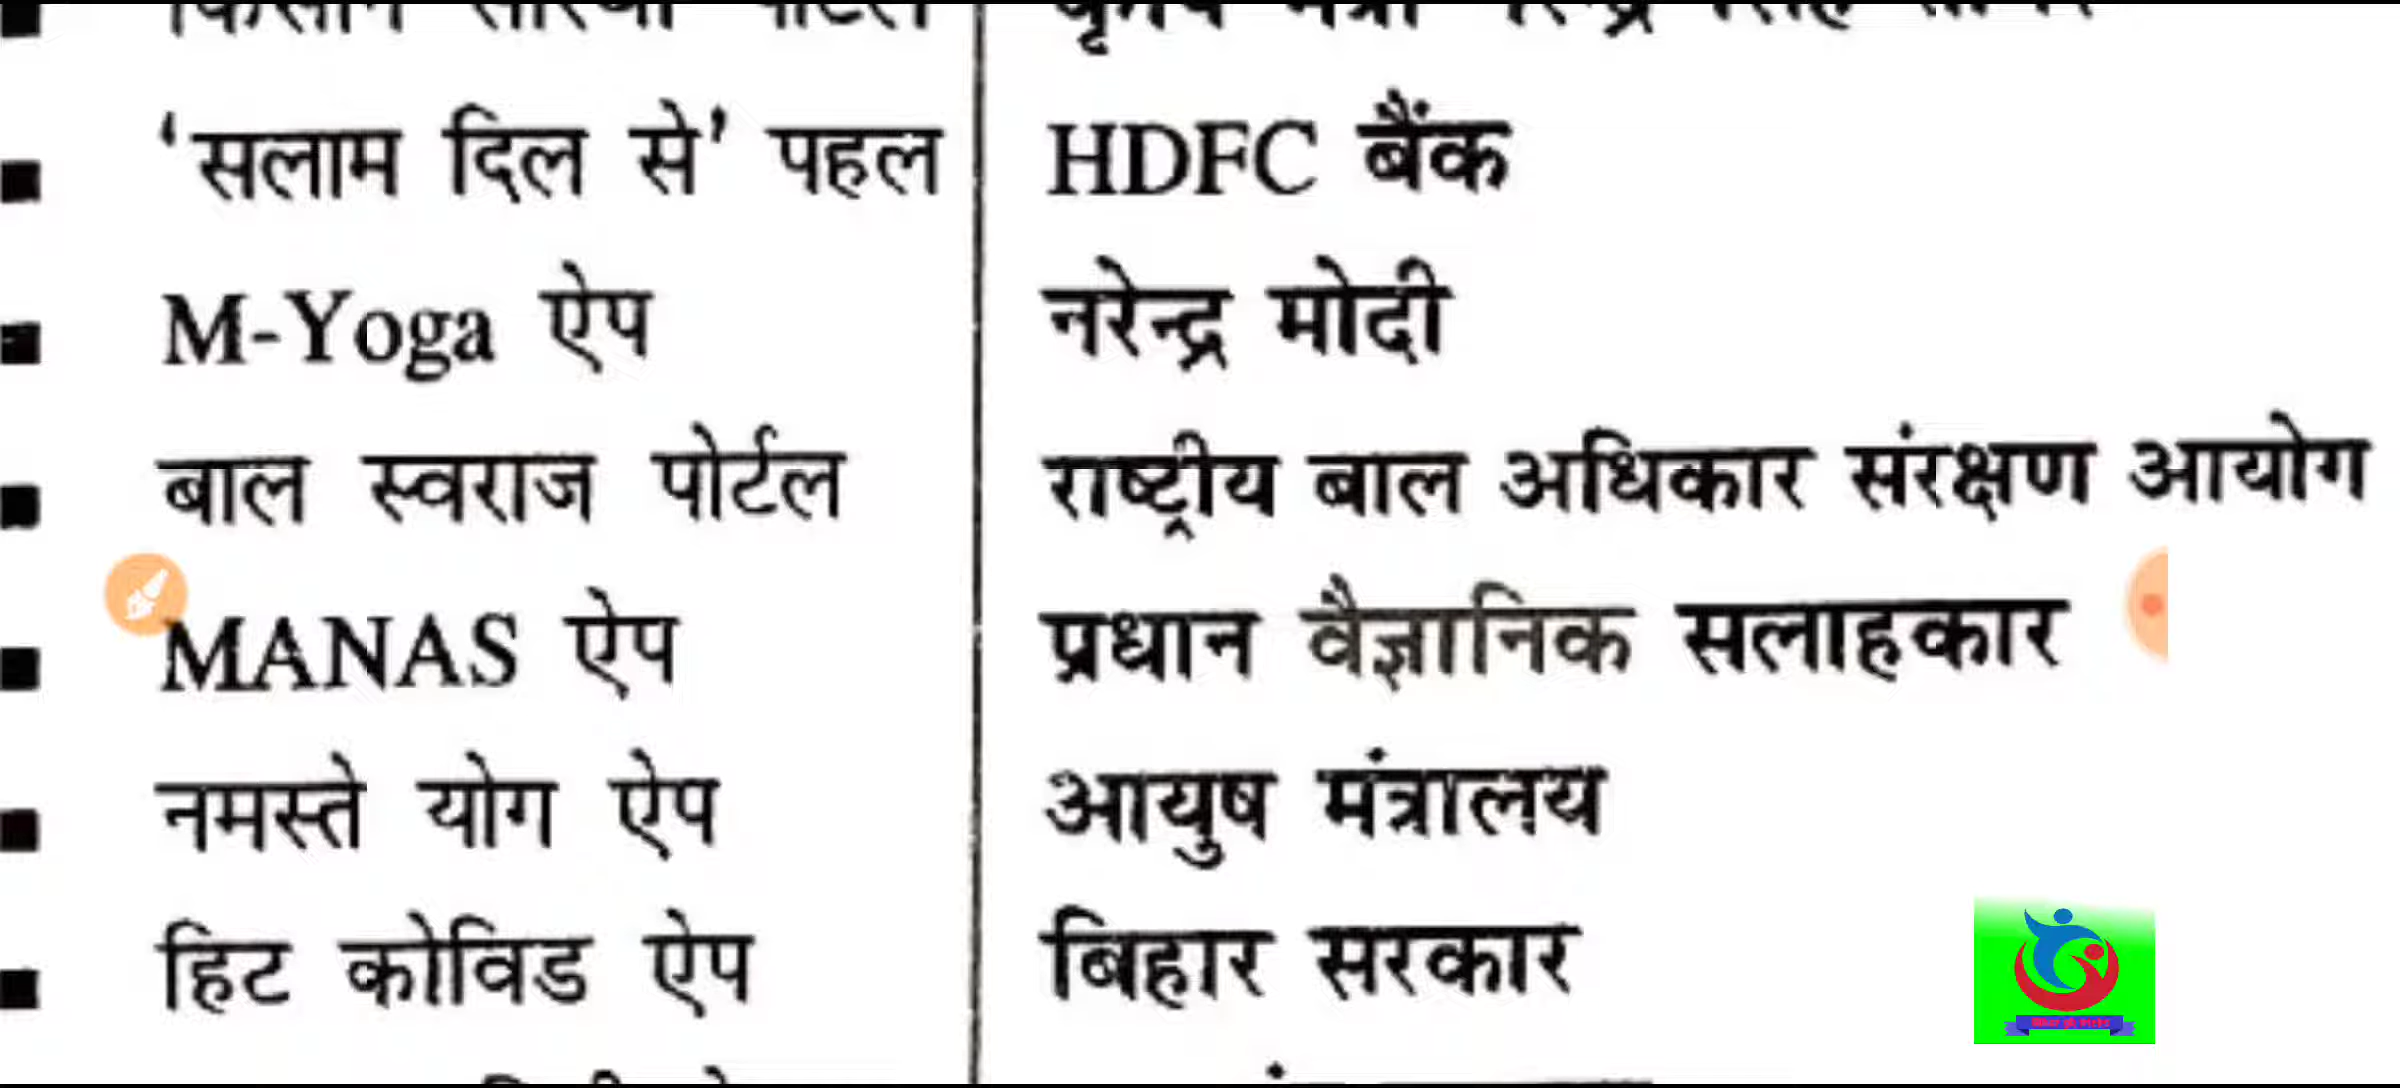 'सलाम दिल से' पहल HDFC बैंक
M-Yoga ऐप नरेन्द्र मोदी
बाल स्वराज पोर्टल राष्ट्रीय बाल अधिकार संरक्षण आयोग
MANAS ऐप प्रधान वैज्ञानिक सलाहकार
नमस्ते योग ऐप आयुष मंत्रालय
हिट कोविड ऐप बिहार सरकार